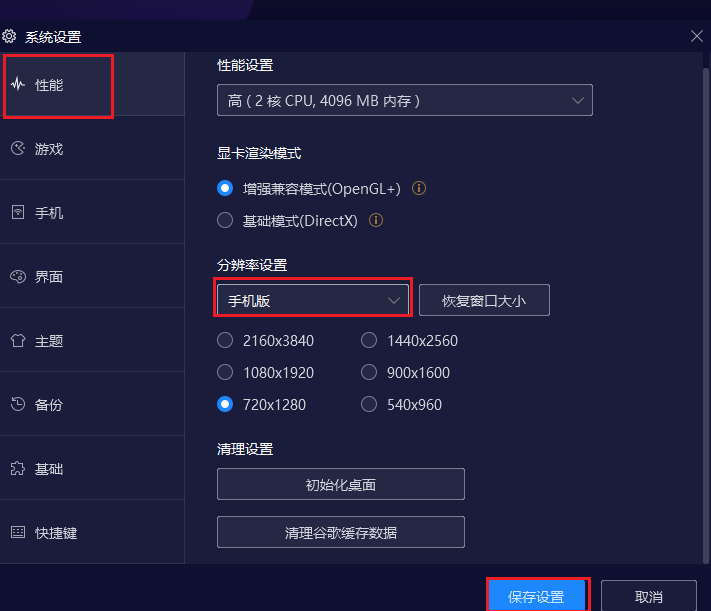 系统设置
性能
游戏
手机
界面
主题
备份
基础
快捷键
性能设置
高 ( 2 核 CPU, 4096 MB 内存 )
显卡渲染模式
增强兼容模式(OpenGL+)
基础模式(DirectX)
分辨率设置
手机版 恢复窗口大小
2160x3840 1440x2560
1080x1920 900x1600
720x1280 540x960
清理设置
初始化桌面
清理谷歌缓存数据
保存设置 取消